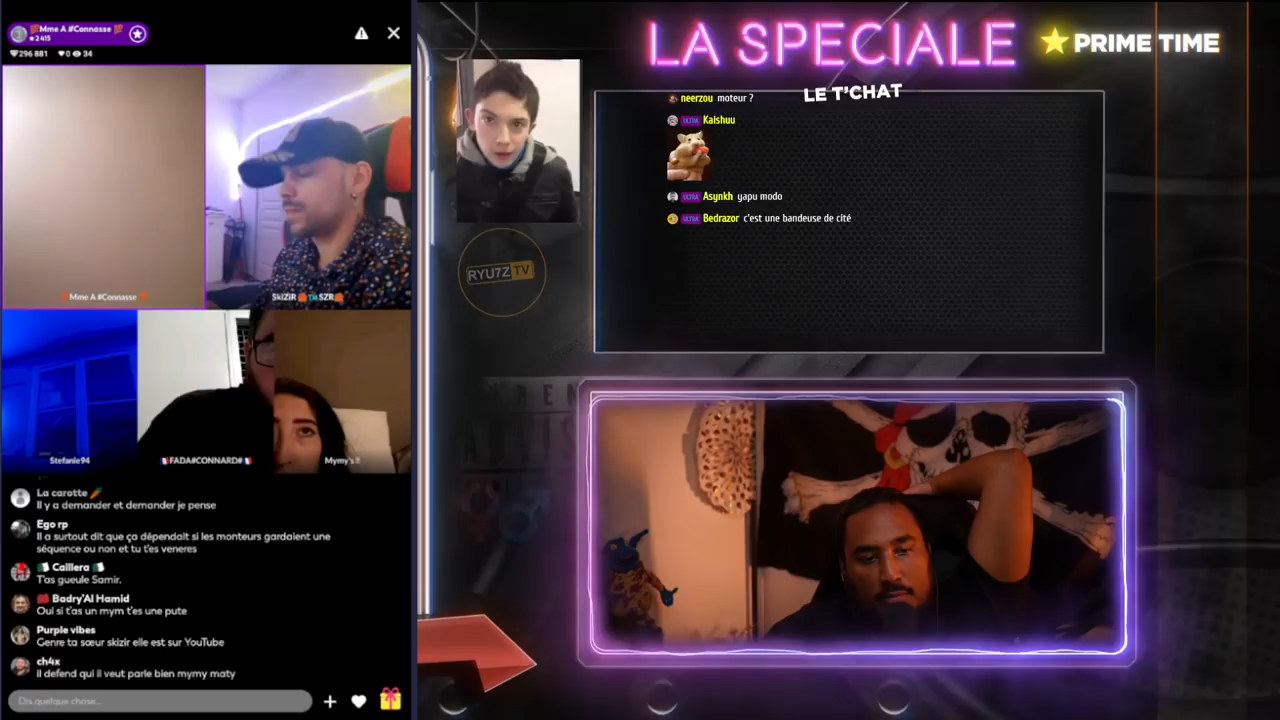 💯Mme A #Connasse 💯
★2 415
296 881 0 34
Mme A #Connasse
SkiZiR TM SZR
Stefanie94
🇫🇷FADA#CONNARD#🇫🇷
Mymy's !!
La carotte 🥕
Il y a demander et demander je pense
Ego rp
Il a surtout dit que ça dépendait si les monteurs gardaient une
séquence ou non et tu t'es veneres
🇩🇿 Caillera 🇩🇿
T'as gueule Samir.
🇲🇦 Badry'Al Hamid
Oui si t'as un mym t'es une pute
Purple vibes
Genre ta sœur skizir elle est sur YouTube
ch4x
il defend qui il veut parle bien mymy maty
Dis quelque chose...
LA SPECIALE
PRIME TIME
LE T'CHAT
neerzou moteur ?
ULTRA Kalshuu
ULTRA Asynkh yapu modo
ULTRA Bedrazor c'est une bandeuse de cité
RYU7Z TV